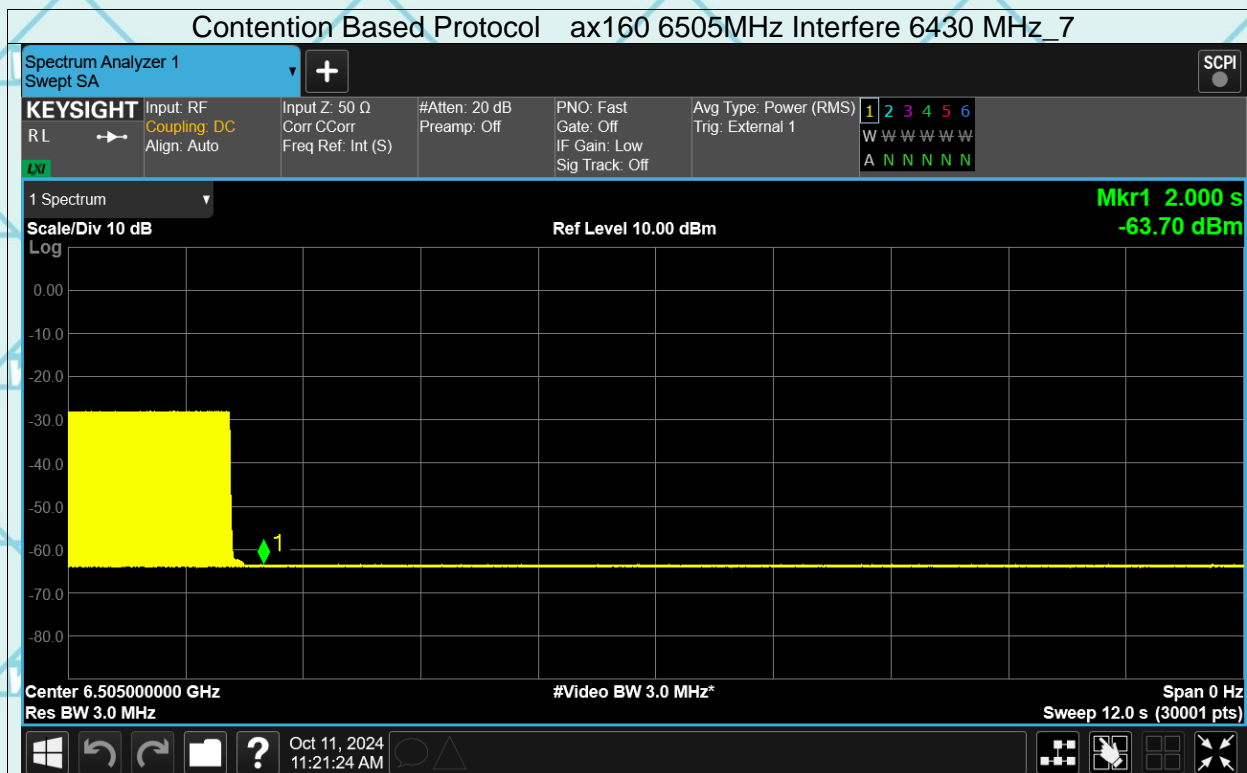 Contention Based Protocol ax160 6505MHz Interfere 6430 MHz_7
Spectrum Analyzer 1
Swept SA
SCPI
KEYSIGHT
RL
LXI
Input: RF
Coupling: DC
Align: Auto
Input Z: 50 Ω
Corr CCorr
Freq Ref: Int (S)
#Atten: 20 dB
Preamp: Off
PNO: Fast
Gate: Off
IF Gain: Low
Sig Track: Off
Avg Type: Power (RMS)
Trig: External 1
1 2 3 4 5 6
W W W W W W
A N N N N N
1 Spectrum
Mkr1 2.000 s
-63.70 dBm
Scale/Div 10 dB
Ref Level 10.00 dBm
Log
0.00
-10.0
-20.0
-30.0
-40.0
-50.0
-60.0
-70.0
-80.0
1
Center 6.505000000 GHz
#Video BW 3.0 MHz*
Span 0 Hz
Res BW 3.0 MHz
Sweep 12.0 s (30001 pts)
?
Oct 11, 2024
11:21:24 AM